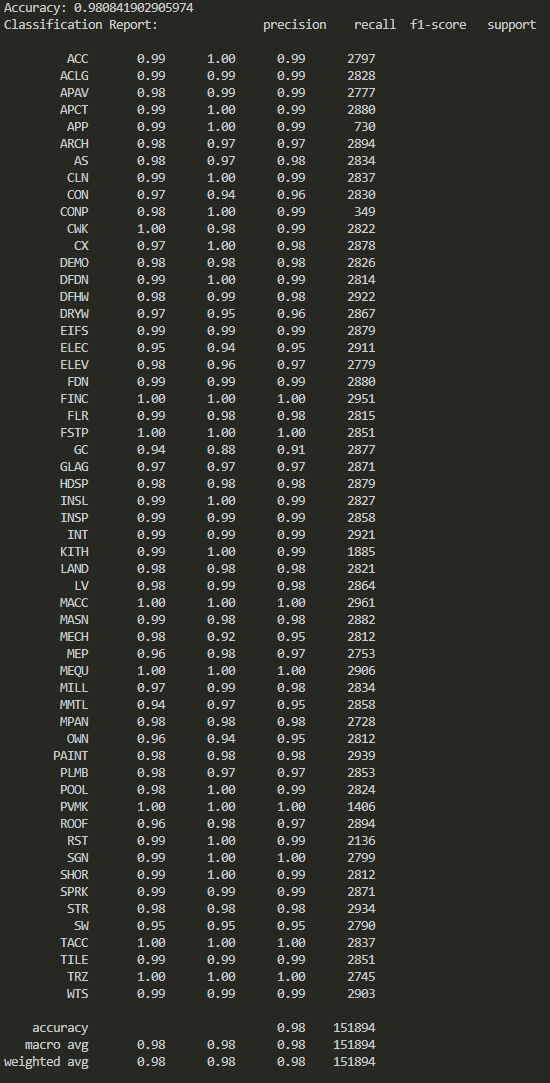 Accuracy: 0.980841902905974
Classification Report: precision recall f1-score support
ACC 0.99 1.00 0.99 2797
ACLG 0.99 0.99 0.99 2828
APAV 0.98 0.99 0.99 2777
APCT 0.99 1.00 0.99 2880
APP 0.99 1.00 0.99 730
ARCH 0.98 0.97 0.97 2894
AS 0.98 0.97 0.98 2834
CLN 0.99 1.00 0.99 2837
CON 0.97 0.94 0.96 2830
CONP 0.98 1.00 0.99 349
CWK 1.00 0.98 0.99 2822
CX 0.97 1.00 0.98 2878
DEMO 0.98 0.98 0.98 2826
DFDN 0.99 1.00 0.99 2814
DFHW 0.98 0.99 0.98 2922
DRYW 0.97 0.95 0.96 2867
EIFS 0.99 0.99 0.99 2879
ELEC 0.95 0.94 0.95 2911
ELEV 0.98 0.96 0.97 2779
FDN 0.99 0.99 0.99 2880
FINC 1.00 1.00 1.00 2951
FLR 0.99 0.98 0.98 2815
FSTP 1.00 1.00 1.00 2851
GC 0.94 0.88 0.91 2877
GLAG 0.97 0.97 0.97 2871
HDSP 0.98 0.98 0.98 2879
INSL 0.99 1.00 0.99 2827
INSP 0.99 0.99 0.99 2858
INT 0.99 0.99 0.99 2921
KITH 0.99 1.00 0.99 1885
LAND 0.98 0.98 0.98 2821
LV 0.98 0.99 0.98 2864
MACC 1.00 1.00 1.00 2961
MASN 0.99 0.98 0.98 2882
MECH 0.98 0.92 0.95 2812
MEP 0.96 0.98 0.97 2753
MEQU 1.00 1.00 1.00 2906
MILL 0.97 0.99 0.98 2834
MMTL 0.94 0.97 0.95 2858
MPAN 0.98 0.98 0.98 2728
OWN 0.96 0.94 0.95 2812
PAINT 0.98 0.98 0.98 2939
PLMB 0.98 0.97 0.97 2853
POOL 0.98 1.00 0.99 2824
PVMK 1.00 1.00 1.00 1406
ROOF 0.96 0.98 0.97 2894
RST 0.99 1.00 0.99 2136
SGN 0.99 1.00 1.00 2799
SHOR 0.99 1.00 0.99 2812
SPRK 0.99 0.99 0.99 2871
STR 0.98 0.98 0.98 2934
SW 0.95 0.95 0.95 2790
TACC 1.00 1.00 1.00 2837
TILE 0.99 0.99 0.99 2851
TRZ 1.00 1.00 1.00 2745
WTS 0.99 0.99 0.99 2903
accuracy 0.98 151894
macro avg 0.98 0.98 0.98 151894
weighted avg 0.98 0.98 0.98 151894